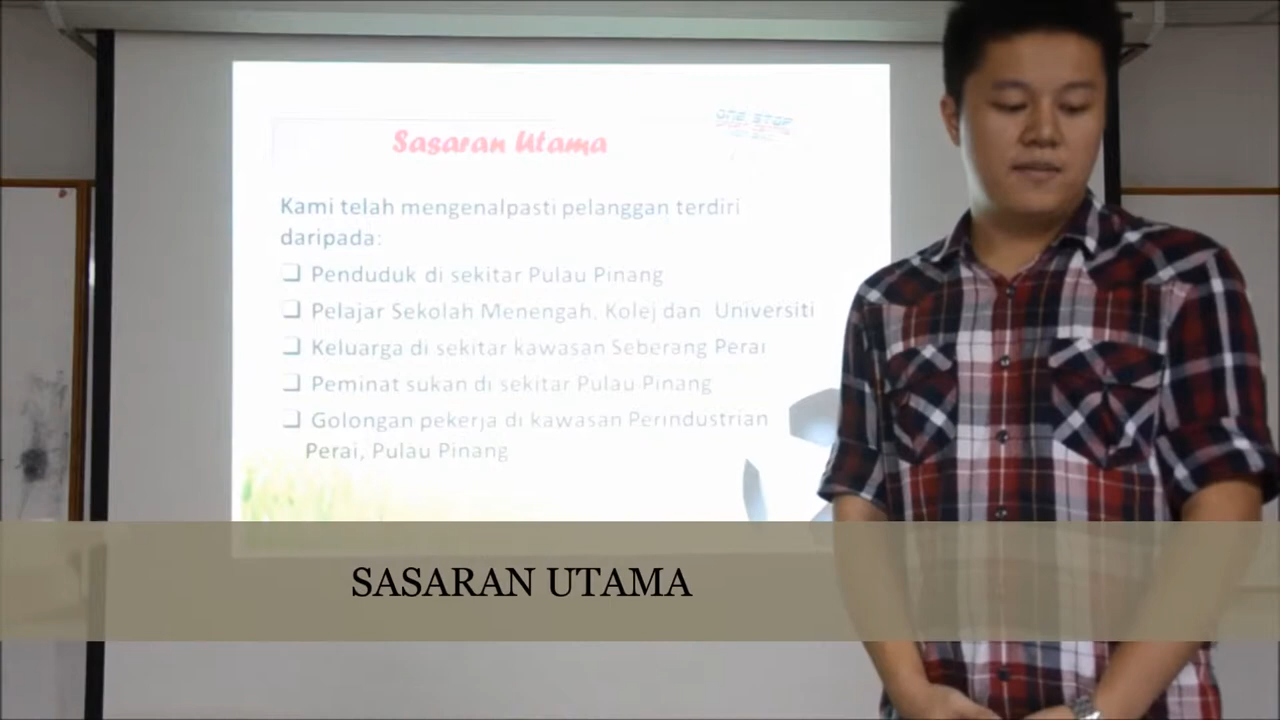 ONE STOP
Sasaran Utama
Kami telah mengenalpasti pelanggan terdiri
daripada:
Penduduk di sekitar Pulau Pinang
Pelajar Sekolah Menengah, Kolej dan Universiti
Keluarga di sekitar kawasan Seberang Perai
Peminat sukan di sekitar Pulau Pinang
Golongan pekerja di kawasan Perindustrian
Perai, Pulau Pinang
SASARAN UTAMA